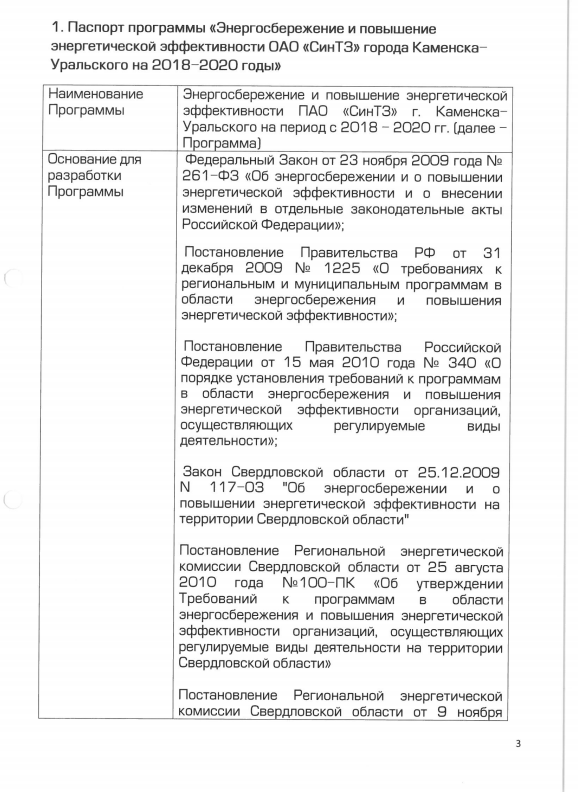 1. Паспорт программы «Энергосбережение и повышение
энергетической эффективности ОАО «СинТЗ» города Каменска–
Уральского на 2018–2020 годы»
Наименование
Программы
Энергосбережение и повышение энергетической
эффективности ПАО «СинТЗ» г. Каменска-
Уральского на период с 2018 – 2020 гг. (далее –
Программа)
Основание для
разработки
Программы
Федеральный Закон от 23 ноября 2009 года №
261-ФЗ «Об энергосбережении и о повышении
энергетической эффективности и о внесении
изменений в отдельные законодательные акты
Российской Федерации»;
Постановление Правительства РФ от 31
декабря 2009 № 1225 «О требованиях к
региональным и муниципальным программам в
области энергосбережения и повышения
энергетической эффективности»;
Постановление Правительства Российской
Федерации от 15 мая 2010 года № 340 «О
порядке установления требований к программам
в области энергосбережения и повышения
энергетической эффективности организаций,
осуществляющих регулируемые виды
деятельности»;
Закон Свердловской области от 25.12.2009
N 117-ОЗ "Об энергосбережении и о
повышении энергетической эффективности на
территории Свердловской области"
Постановление Региональной энергетической
комиссии Свердловской области от 25 августа
2010 года №100-ПК «Об утверждении
Требований к программам в области
энергосбережения и повышения энергетической
эффективности организаций, осуществляющих
регулируемые виды деятельности на территории
Свердловской области»
Постановление Региональной энергетической
комиссии Свердловской области от 9 ноября
3